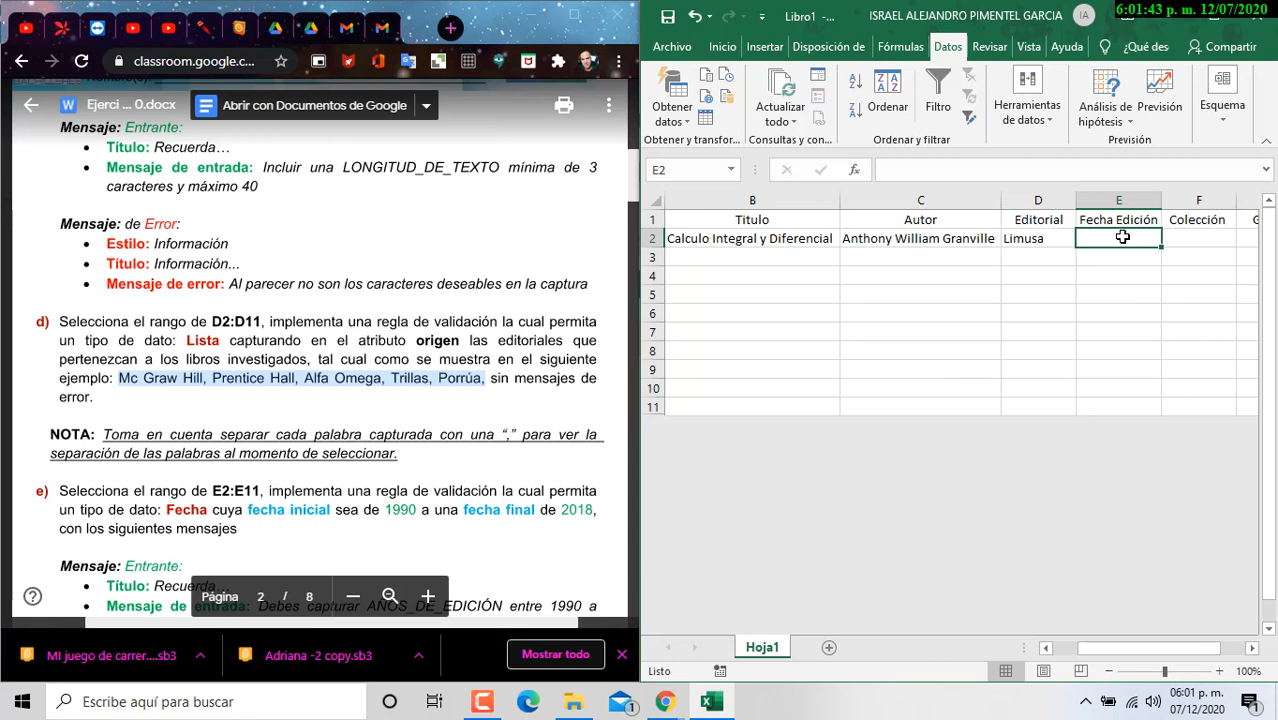 classroom.google.c...
Ejerci ... 0.docx
Abrir con Documentos de Google
Mensaje: Entrante:
• Título: Recuerda…
• Mensaje de entrada: Incluir una LONGITUD_DE_TEXTO mínima de 3
caracteres y máximo 40
Mensaje: de Error:
• Estilo: Información
• Título: Información...
• Mensaje de error: Al parecer no son los caracteres deseables en la captura
d) Selecciona el rango de D2:D11, implementa una regla de validación la cual permita
un tipo de dato: Lista capturando en el atributo origen las editoriales que
pertenezcan a los libros investigados, tal cual como se muestra en el siguiente
ejemplo: Mc Graw Hill, Prentice Hall, Alfa Omega, Trillas, Porrúa, sin mensajes de
error.
NOTA: Toma en cuenta separar cada palabra capturada con una “,” para ver la
separación de las palabras al momento de seleccionar.
e) Selecciona el rango de E2:E11, implementa una regla de validación la cual permita
un tipo de dato: Fecha cuya fecha inicial sea de 1990 a una fecha final de 2018,
con los siguientes mensajes
Mensaje: Entrante:
• Título: Recuerda…
• Mensaje de entrada: Debes capturar AÑOS_DE_EDICIÓN entre 1990 a
Página 2 / 8
MI juego de carrer....sb3
Adriana -2 copy.sb3
Mostrar todo
Libro1 -...
ISRAEL ALEJANDRO PIMENTEL GARCIA
IA
6:01:43 p. m. 12/07/2020
Archivo Inicio Insertar Disposición de Fórmulas Datos Revisar Vista Ayuda ¿Qué des Compartir
Obtener datos
Actualizar todo
Ordenar
Filtro
Herramientas de datos
Análisis de hipótesis
Previsión
Esquema
Obtener y transfor... Consultas y con... Ordenar y filtrar Previsión
E2
fx
B C D E F
1 Titulo Autor Editorial Fecha Edición Colección
2 Calculo Integral y Diferencial Anthony William Granville Limusa
3
4
5
6
7
8
9
10
11
Hoja1
Listo
100%
Escribe aquí para buscar
06:01 p. m.
07/12/2020